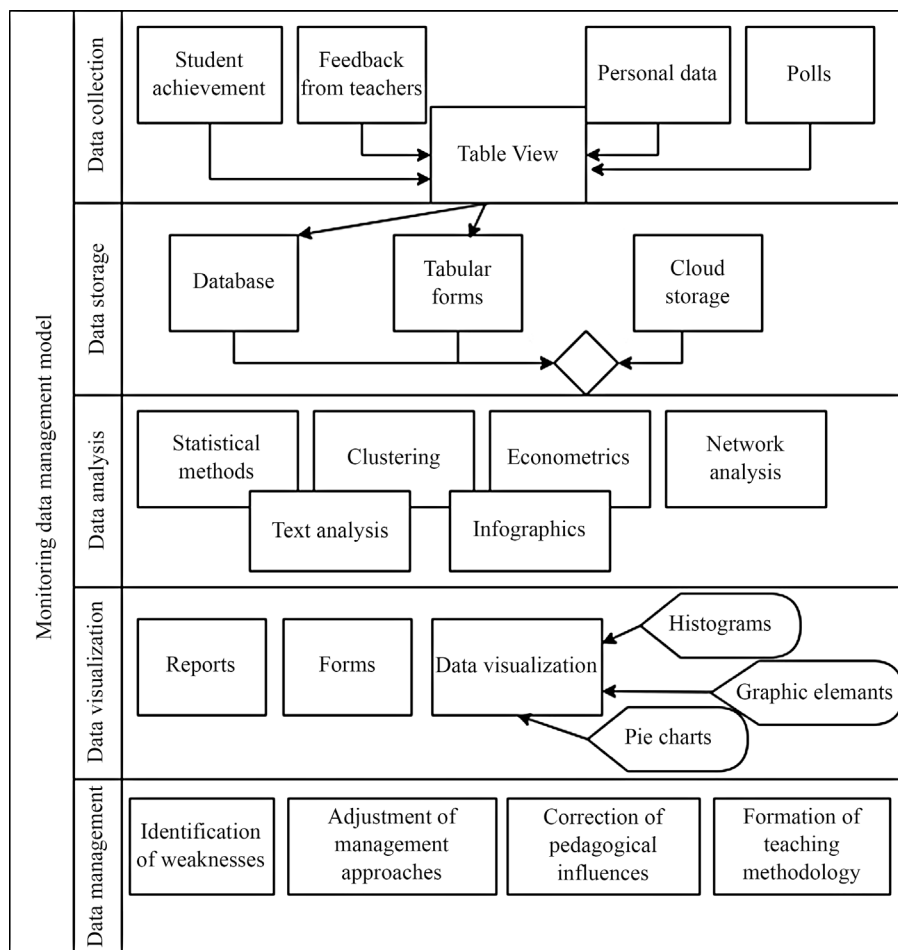 Monitoring data management model
Data collection
Student
achievement
Feedback
from teachers
Personal data
Polls
Table View
Data storage
Database
Tabular
forms
Cloud
storage
Data analysis
Statistical
methods
Clustering
Econometrics
Network
analysis
Text analysis
Infographics
Data visualization
Reports
Forms
Data visualization
Histograms
Graphic elemants
Pie charts
Data management
Identification
of weaknesses
Adjustment of
management
approaches
Correction of
pedagogical
influences
Formation of
teaching
methodology